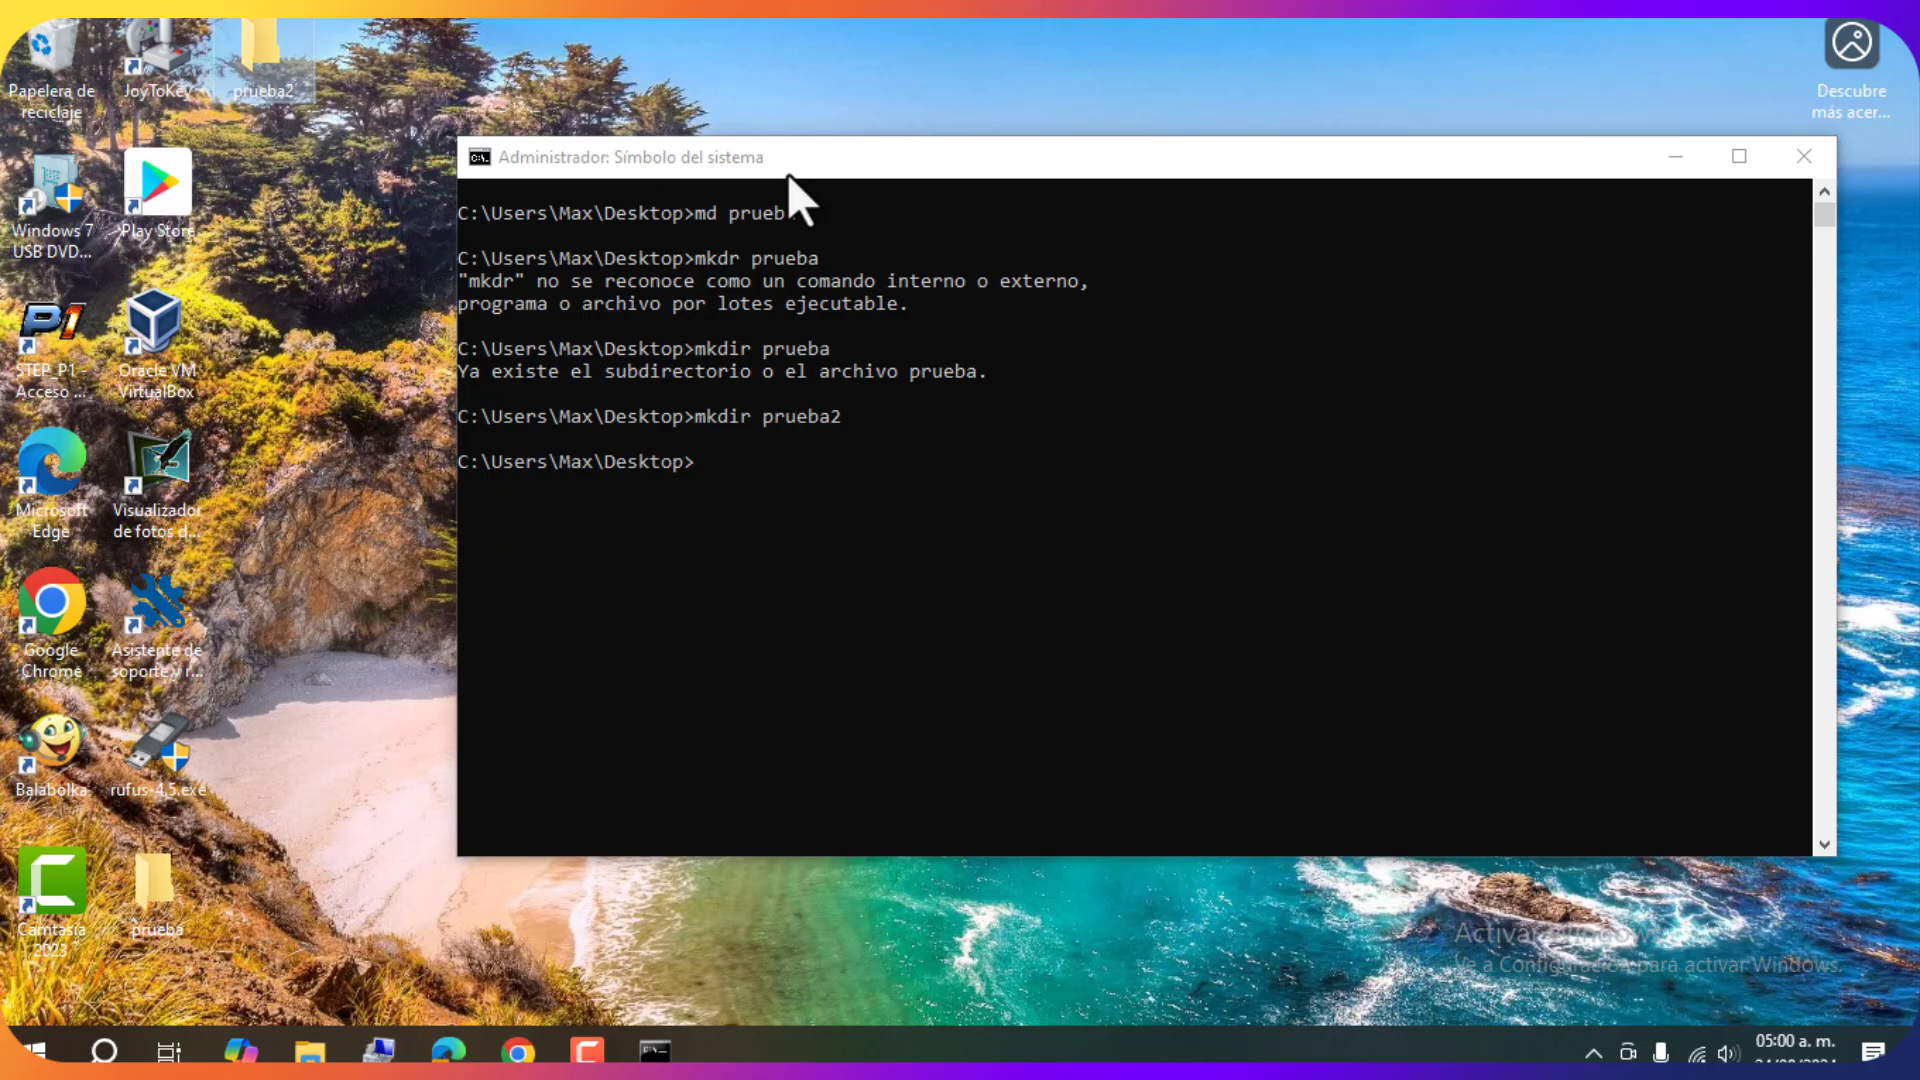 Papelera de
reciclaje
JoyToKey
prueba2
Descubre
más acer...
Windows 7
USB DVD...
Play Store
STEP_P1 -
Acceso ...
Oracle VM
VirtualBox
Microsoft
Edge
Visualizador
de fotos d...
Google
Chrome
Asistente de
soporte y r...
Balabolka
rufus-4.5.exe
Camtasia
2023
prueba
Administrador: Símbolo del sistema
C:\Users\Max\Desktop>md
C:\Users\Max\Desktop>mkdr prueba
"mkdr" no se reconoce como un comando interno o externo,
programa o archivo por lotes ejecutable.
C:\Users\Max\Desktop>mkdir prueba
Ya existe el subdirectorio o el archivo prueba.
C:\Users\Max\Desktop>mkdir prueba2
C:\Users\Max\Desktop>
Activar Windows
Ve a Configuración para activar Windows.
05:00 a. m.